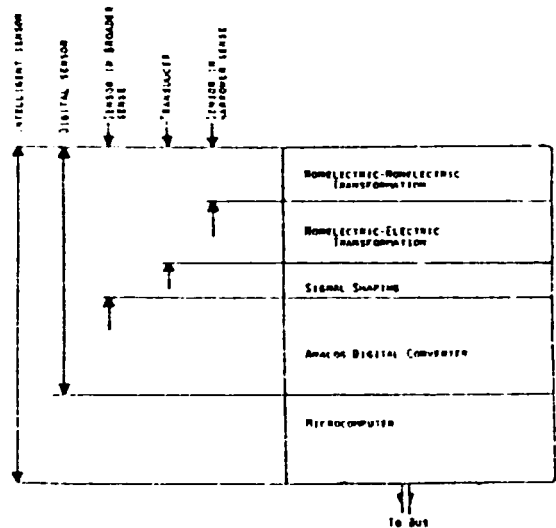 INTELLIGENT SENSOR
DIGITAL SENSOR
SENSOR IN BROADER
SENSE
TRANSDUCER
SENSOR IN
NARROWER SENSE
NONELECTRIC-NONELECTRIC
TRANSFORMATION
NONELECTRIC-ELECTRIC
TRANSFORMATION
SIGNAL SHAPING
ANALOG DIGITAL CONVERTER
MICROCOMPUTER
To Bus